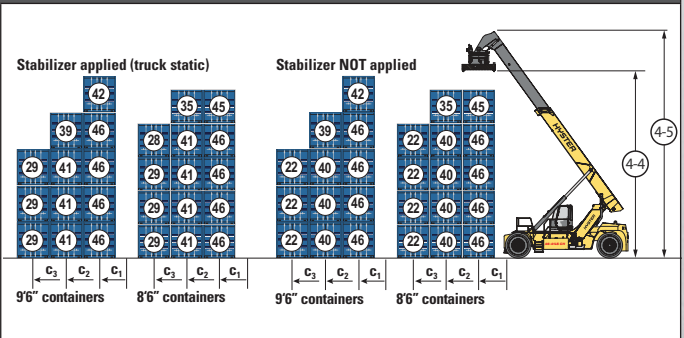 Stabilizer applied (truck static)
42
39 46
29 41 46
29 41 46
29 41 46
c₃ c₂ c₁
9'6" containers
35 45
28 41 46
29 41 46
29 41 46
29 41 46
c₃ c₂ c₁
8'6" containers
Stabilizer NOT applied
42
39 46
22 40 46
22 40 46
22 40 46
c₃ c₂ c₁
9'6" containers
35 45
22 40 46
22 40 46
22 40 46
22 40 46
c₃ c₂ c₁
8'6" containers
HYSTER
HYSTER
4-4
4-5